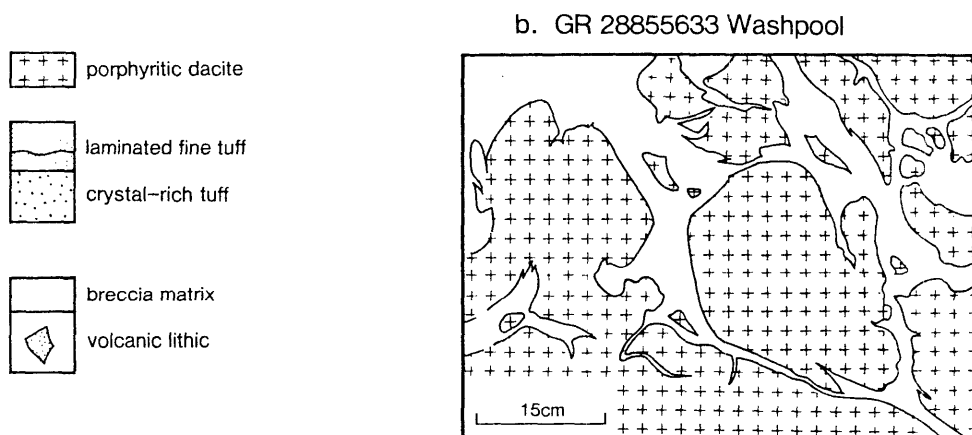 b. GR 28855633 Washpool
porphyritic dacite
laminated fine tuff
crystal-rich tuff
breccia matrix
volcanic lithic
15cm